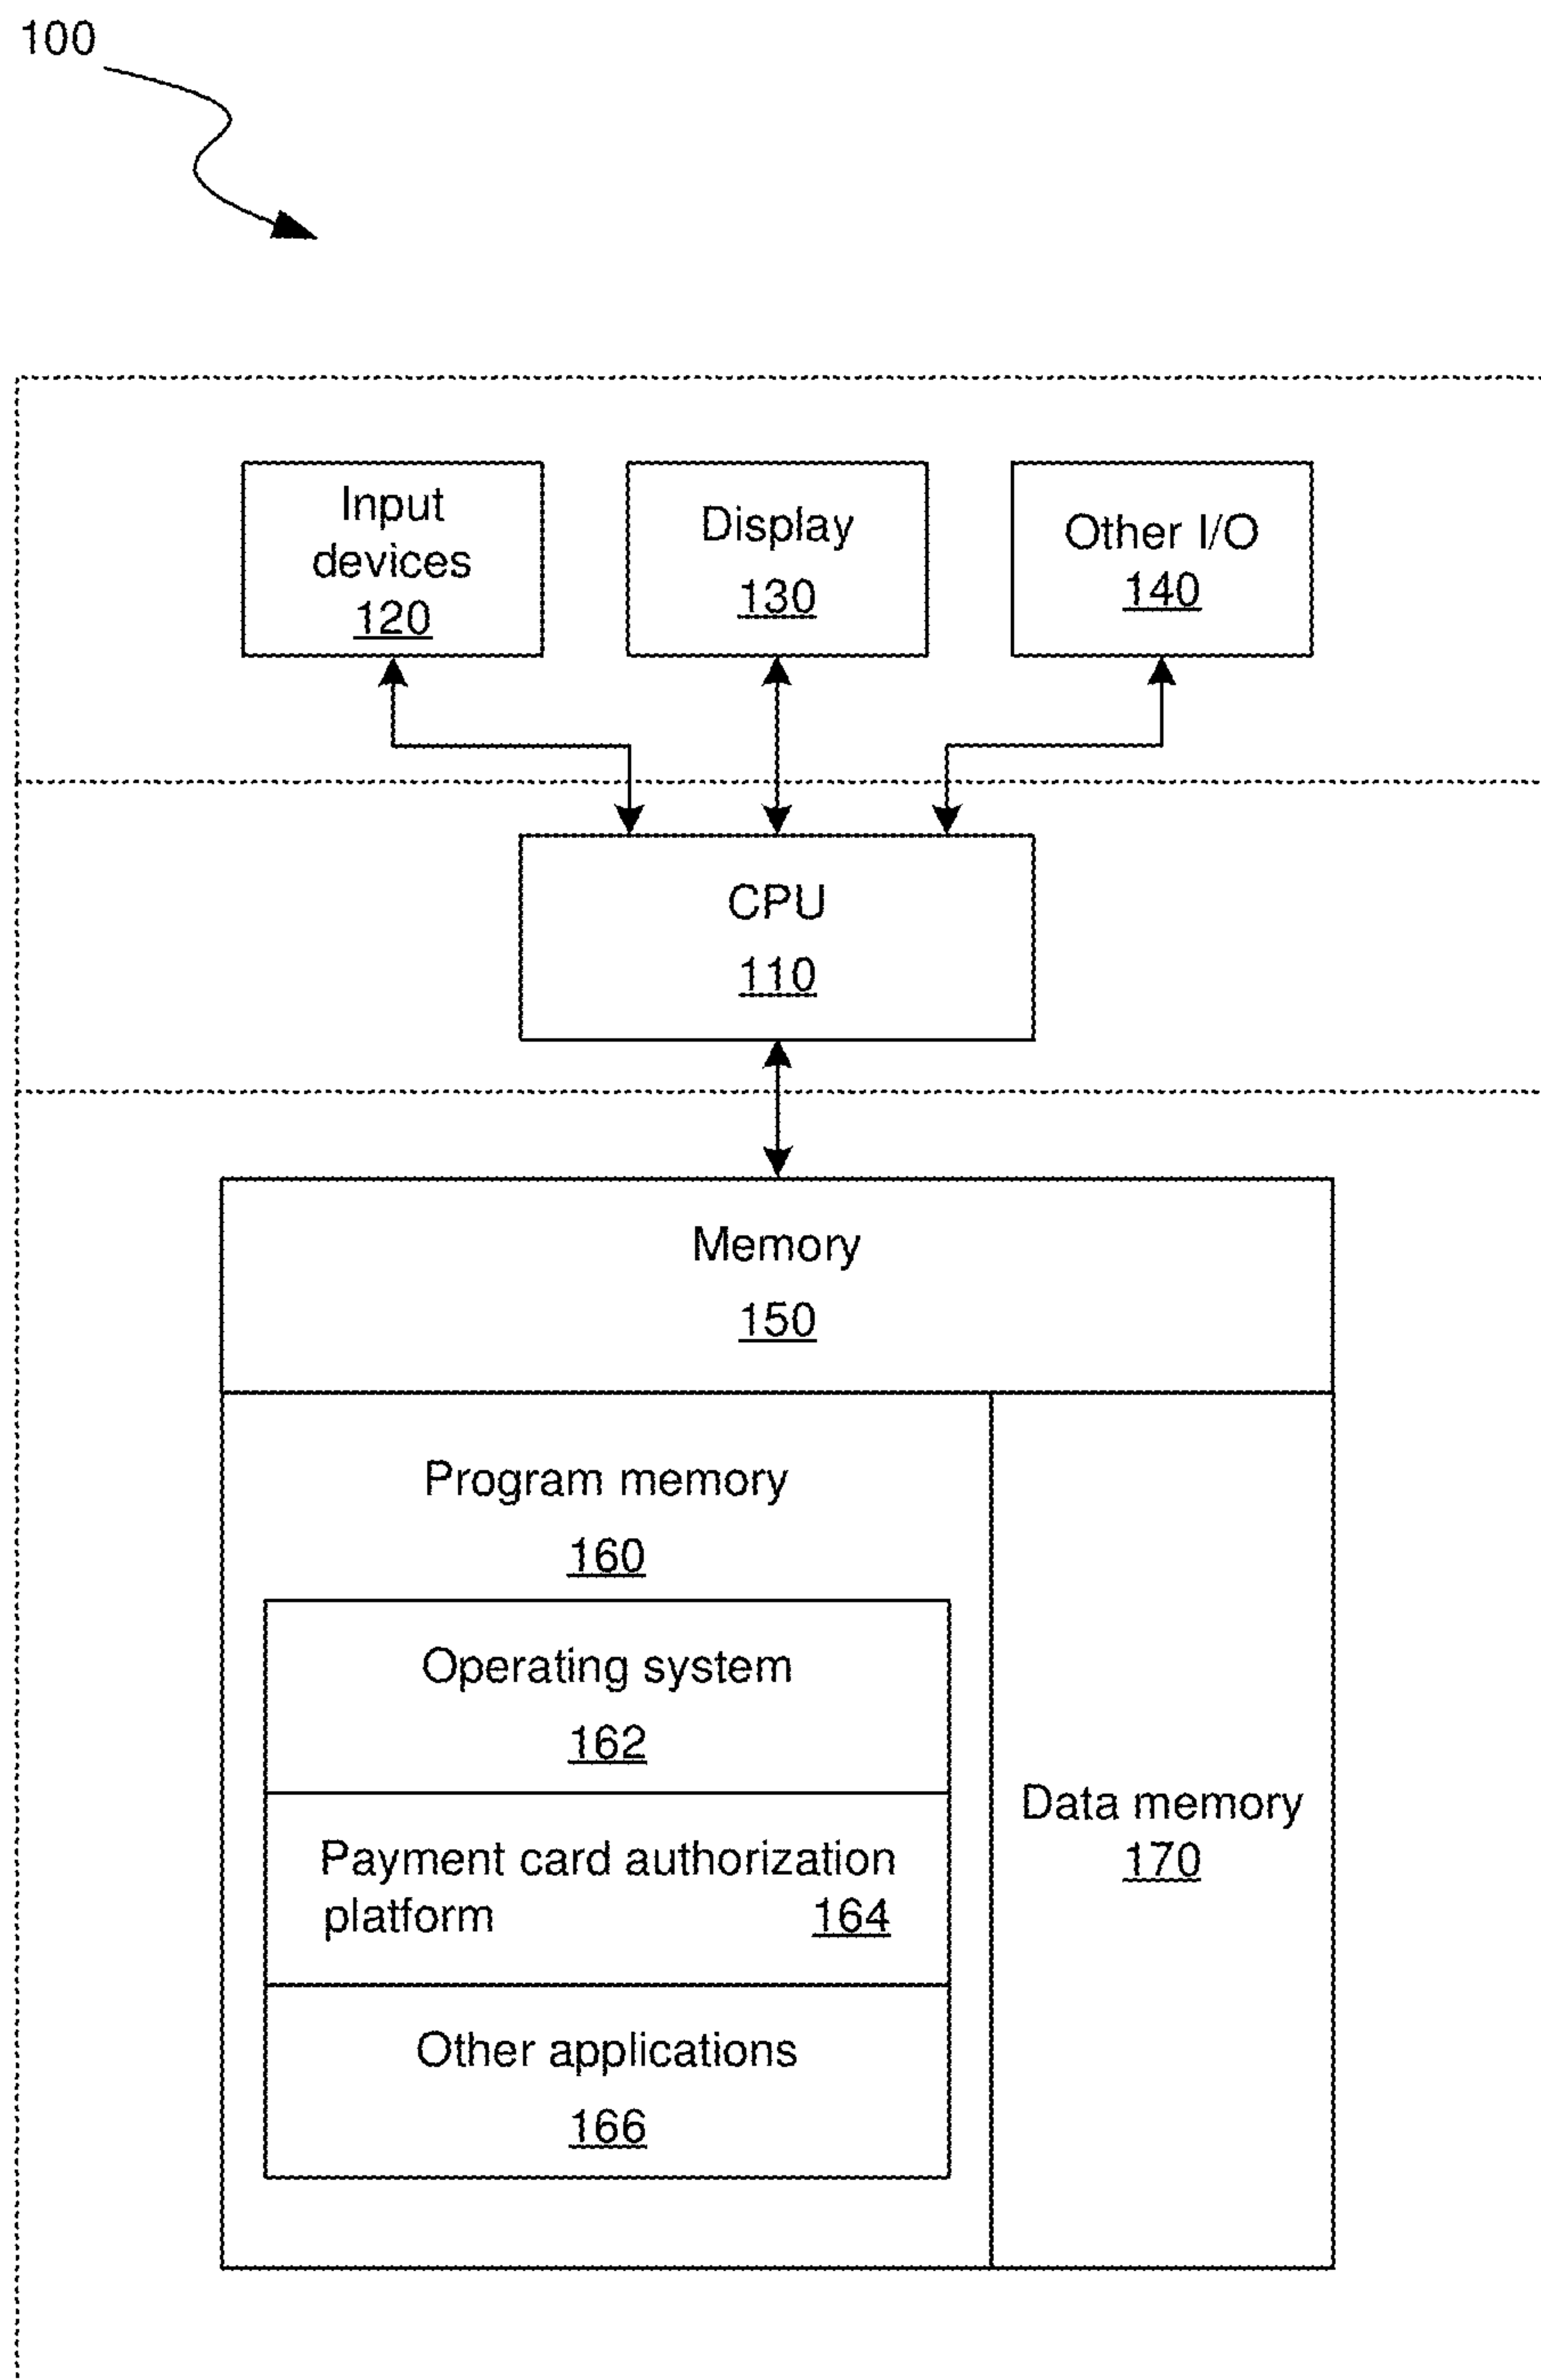 100
Input
devices
120
Display
130
Other I/O
140
CPU
110
Memory
150
Program memory
160
Operating system
162
Payment card authorization
platform 164
Other applications
166
Data memory
170